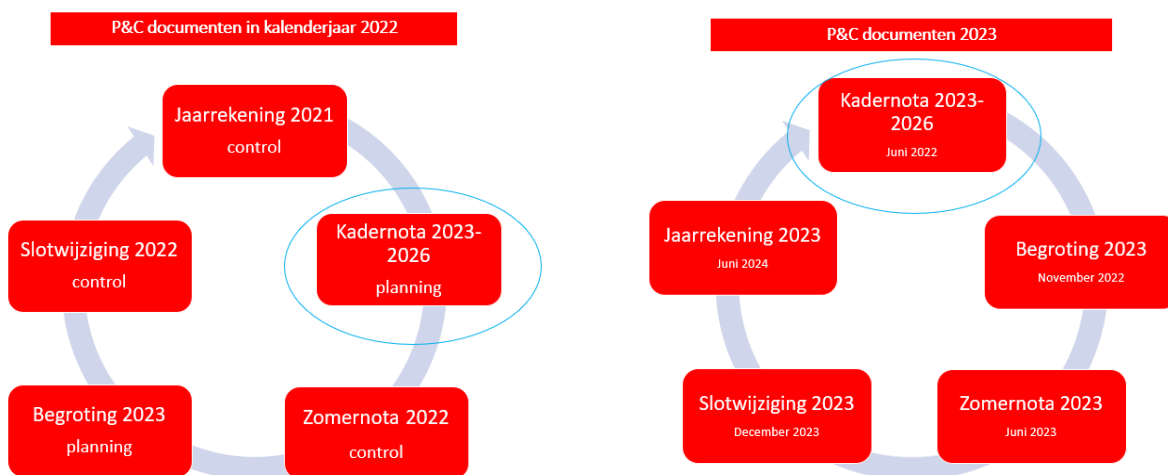 P&C documenten in kalenderjaar 2022
Jaarrekening 2021
control
Kadernota 2023-
2026
planning
Zomernota 2022
control
Begroting 2023
planning
Slotwijziging 2022
control
P&C documenten 2023
Kadernota 2023-
2026
Juni 2022
Begroting 2023
November 2022
Zomernota 2023
Juni 2023
Slotwijziging 2023
December 2023
Jaarrekening 2023
Juni 2024